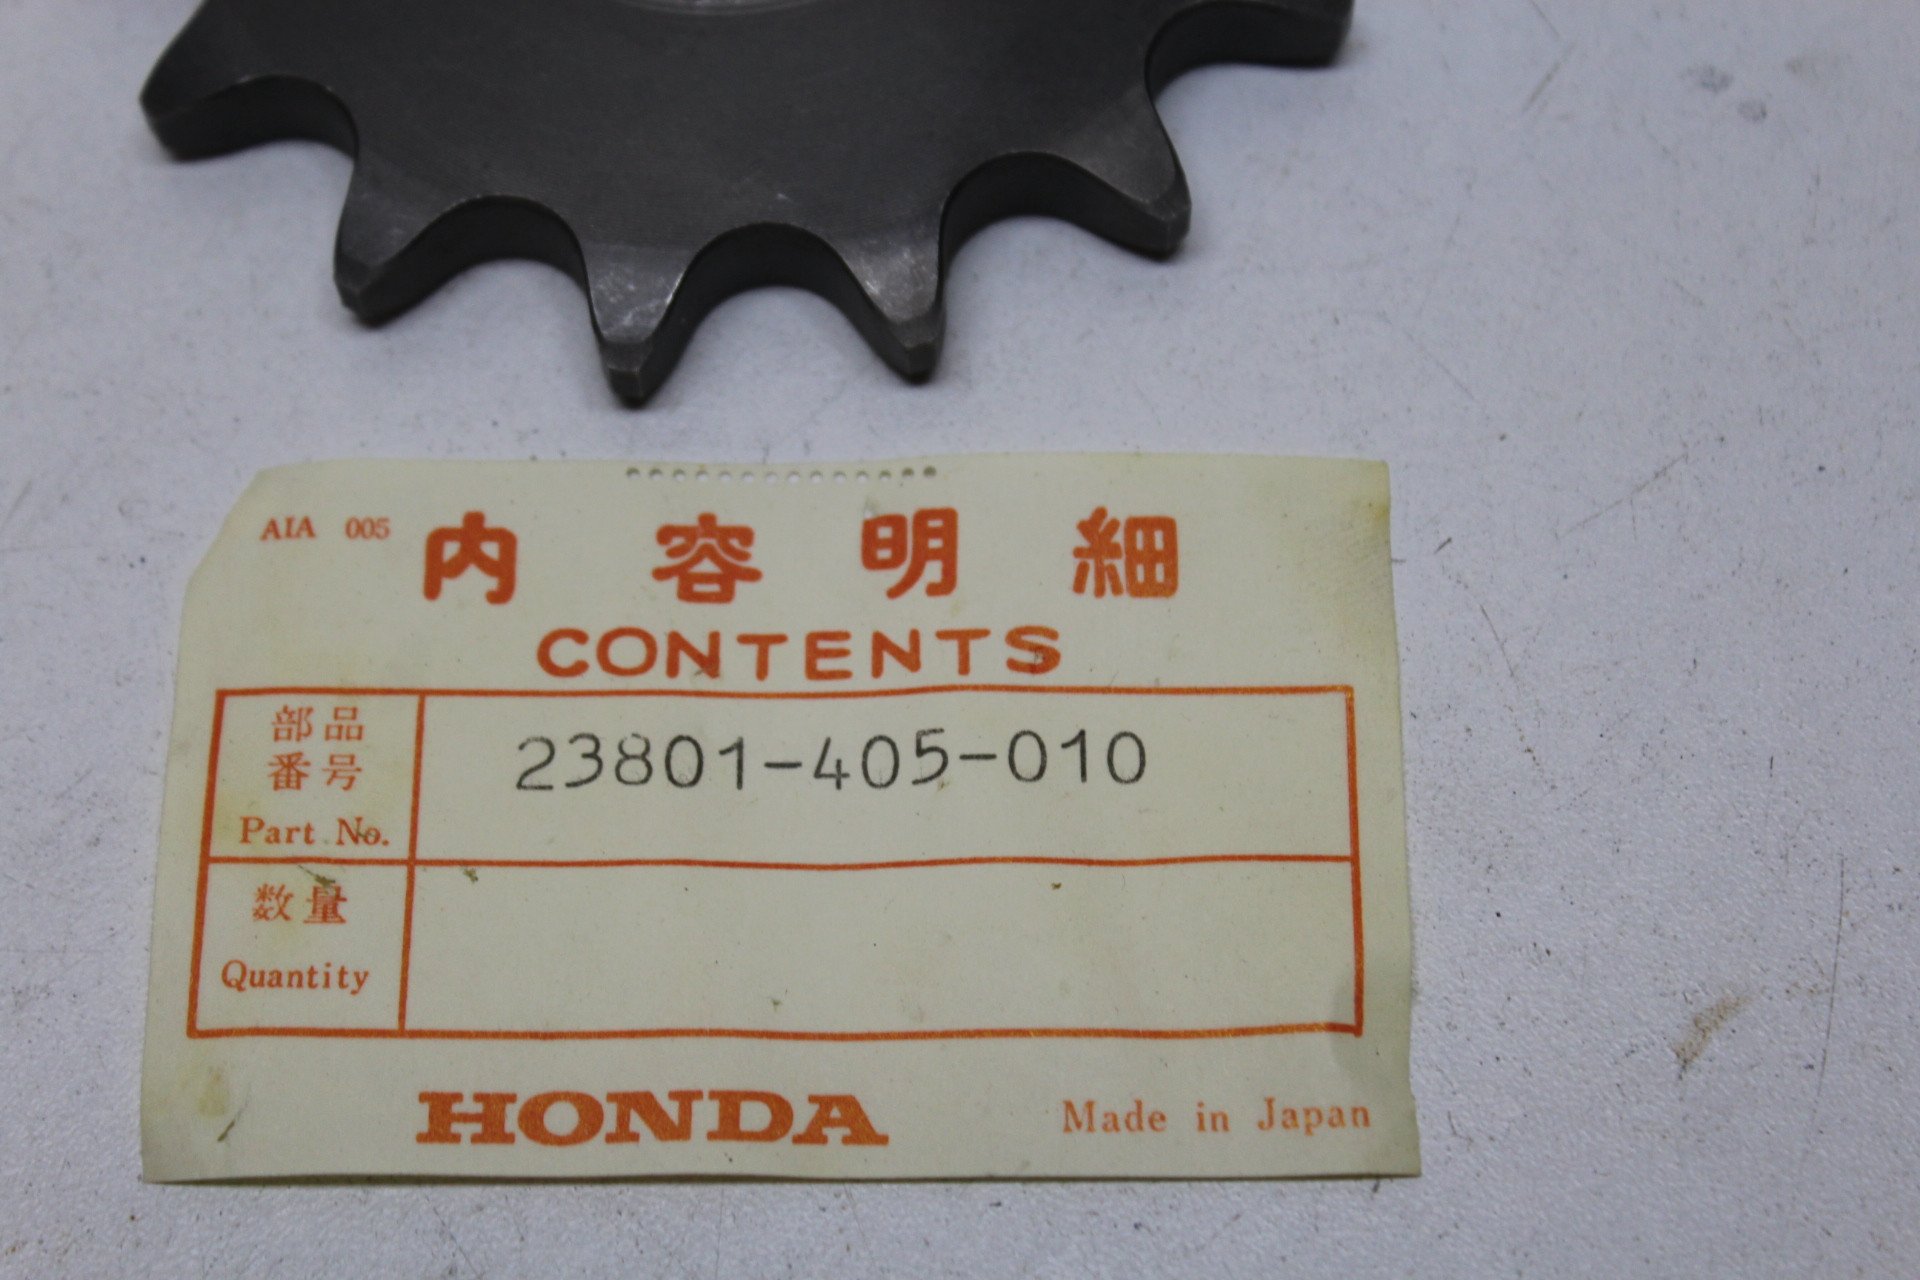 AIA 005
内容明細
CONTENTS
部品
番号
Part No.
23801-405-010
数量
Quantity
HONDA
Made in Japan